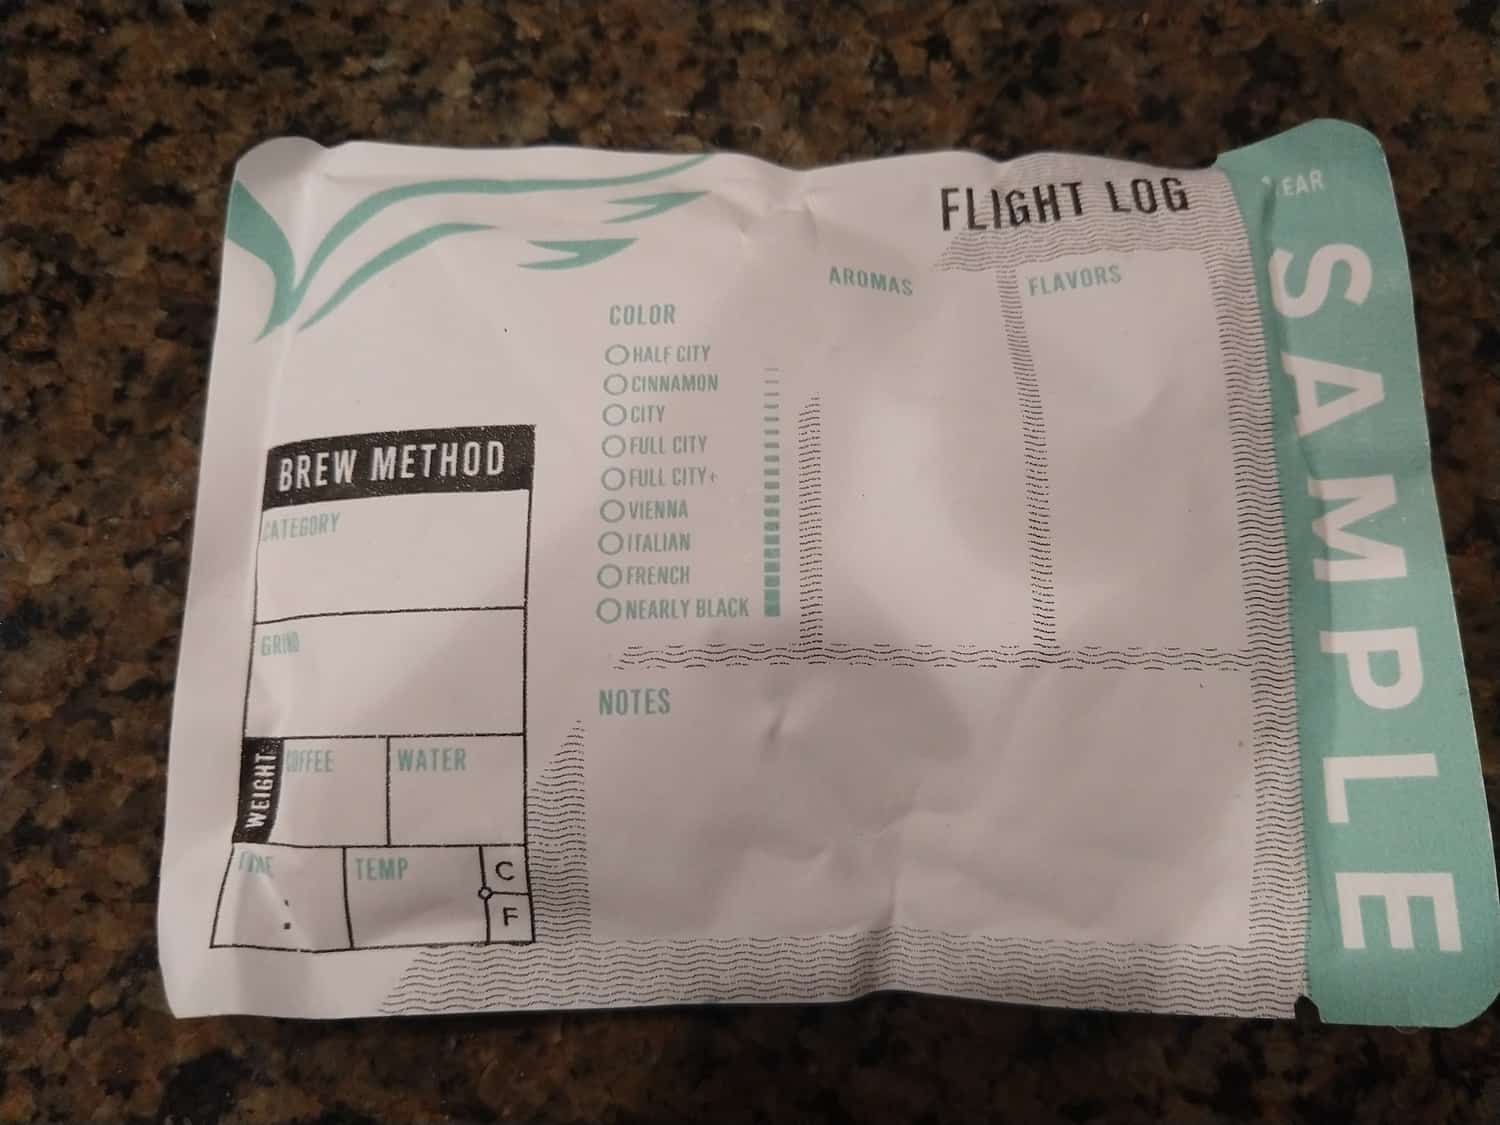 FLIGHT LOG
COLOR
HALF CITY
CINNAMON
CITY
FULL CITY
FULL CITY+
VIENNA
ITALIAN
FRENCH
NEARLY BLACK
AROMAS
FLAVORS
NOTES
BREW METHOD
CATEGORY
GRIND
WEIGHT
COFFEE
WATER
TIME
:
TEMP
C
F
TEAR
SAMPLE